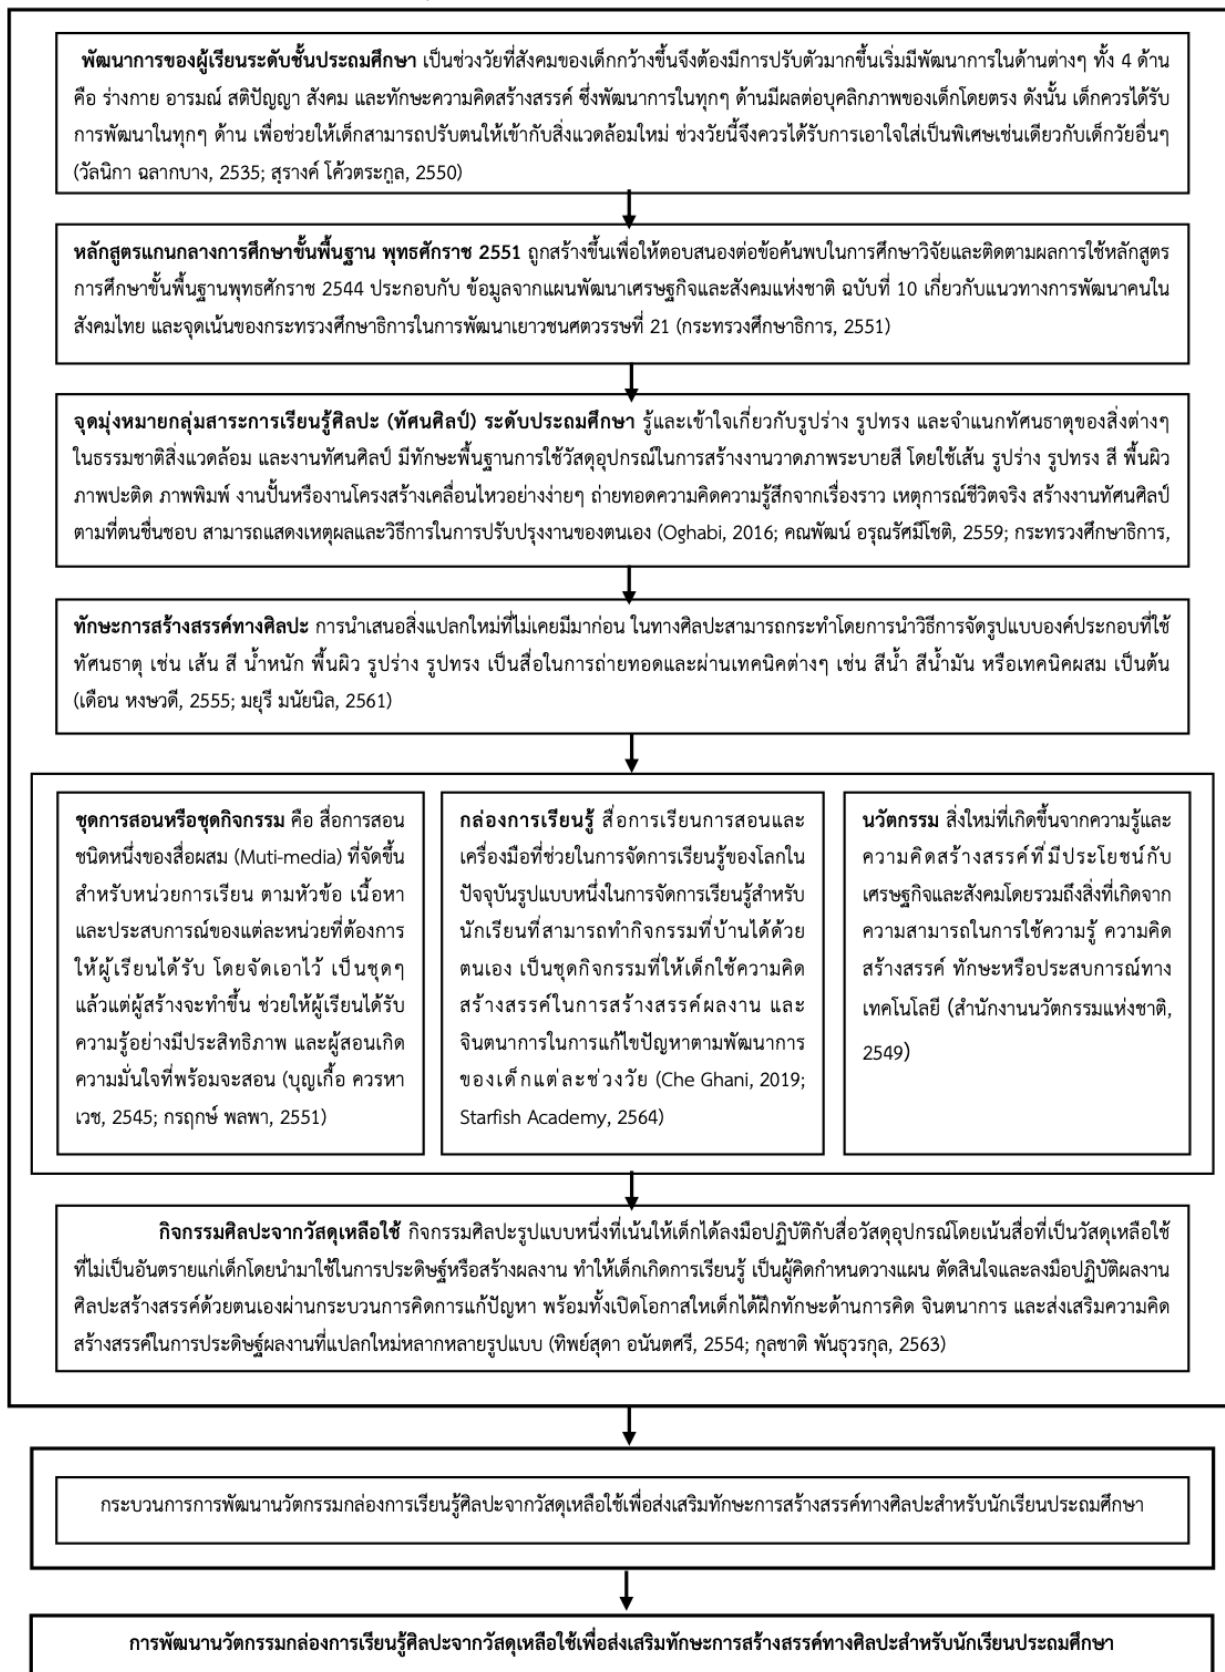 พัฒนาการของผู้เรียนระดับชั้นประถมศึกษา เป็นช่วงวัยที่สังคมของเด็กกว้างขึ้นจึงต้องมีการปรับตัวมากขึ้นเริ่มมีพัฒนาการในด้านต่างๆ ทั้ง 4 ด้าน
คือ ร่างกาย อารมณ์ สติปัญญา สังคม และทักษะความคิดสร้างสรรค์ ซึ่งพัฒนาการในทุกๆ ด้านมีผลต่อบุคลิกภาพของเด็กโดยตรง ดังนั้น เด็กควรได้รับ
การพัฒนาในทุกๆ ด้าน เพื่อช่วยให้เด็กสามารถปรับตนให้เข้ากับสิ่งแวดล้อมใหม่ ช่วงวัยนี้จึงควรได้รับการเอาใจใส่เป็นพิเศษเช่นเดียวกับเด็กวัยอื่นๆ
(วัลนิกา ฉลากบาง, 2535; สุรางค์ โค้วตระกูล, 2550)
หลักสูตรแกนกลางการศึกษาขั้นพื้นฐาน พุทธศักราช 2551 ถูกสร้างขึ้นเพื่อให้ตอบสนองต่อข้อค้นพบในการศึกษาวิจัยและติดตามผลการใช้หลักสูตร
การศึกษาขั้นพื้นฐานพุทธศักราช 2544 ประกอบกับ ข้อมูลจากแผนพัฒนาเศรษฐกิจและสังคมแห่งชาติ ฉบับที่ 10 เกี่ยวกับแนวทางการพัฒนาคนใน
สังคมไทย และจุดเน้นของกระทรวงศึกษาธิการในการพัฒนาเยาวชนศตวรรษที่ 21 (กระทรวงศึกษาธิการ, 2551)
จุดมุ่งหมายกลุ่มสาระการเรียนรู้ศิลปะ (ทัศนศิลป์) ระดับประถมศึกษา รู้และเข้าใจเกี่ยวกับรูปร่าง รูปทรง และจำแนกทัศนธาตุของสิ่งต่างๆ
ในธรรมชาติสิ่งแวดล้อม และงานทัศนศิลป์ มีทักษะพื้นฐานการใช้วัสดุอุปกรณ์ในการสร้างงานวาดภาพระบายสี โดยใช้เส้น รูปร่าง รูปทรง สี พื้นผิว
ภาพปะติด ภาพพิมพ์ งานปั้นหรืองานโครงสร้างเคลื่อนไหวอย่างง่ายๆ ถ่ายทอดความคิดความรู้สึกจากเรื่องราว เหตุการณ์ชีวิตจริง สร้างงานทัศนศิลป์
ตามที่ตนชื่นชอบ สามารถแสดงเหตุผลและวิธีการในการปรับปรุงงานของตนเอง (Oghabi, 2016; คณพัฒน์ อรุณรัศมีโชติ, 2559; กระทรวงศึกษาธิการ,
ทักษะการสร้างสรรค์ทางศิลปะ การนำเสนอสิ่งแปลกใหม่ที่ไม่เคยมีมาก่อน ในทางศิลปะสามารถกระทำโดยการนำวิธีการจัดรูปแบบองค์ประกอบที่ใช้
ทัศนธาตุ เช่น เส้น สี น้ำหนัก พื้นผิว รูปร่าง รูปทรง เป็นสื่อในการถ่ายทอดและผ่านเทคนิคต่างๆ เช่น สีน้ำ สีน้ำมัน หรือเทคนิคผสม เป็นต้น
(เดือน หงษวดี, 2555; มยุรี มนัยนิล, 2561)
ชุดการสอนหรือชุดกิจกรรม คือ สื่อการสอน
ชนิดหนึ่งของสื่อผสม (Muti-media) ที่จัดขึ้น
สำหรับหน่วยการเรียน ตามหัวข้อ เนื้อหา
และประสบการณ์ของแต่ละหน่วยที่ต้องการ
ให้ผู้เรียนได้รับ โดยจัดเอาไว้ เป็นชุดๆ
แล้วแต่ผู้สร้างจะทำขึ้น ช่วยให้ผู้เรียนได้รับ
ความรู้อย่างมีประสิทธิภาพ และผู้สอนเกิด
ความมั่นใจที่พร้อมจะสอน (บุญเกื้อ ควรหา
เวช, 2545; กรฤกษ์ พลพา, 2551)
กล่องการเรียนรู้ สื่อการเรียนการสอนและ
เครื่องมือที่ช่วยในการจัดการเรียนรู้ของโลกใน
ปัจจุบันรูปแบบหนึ่งในการจัดการเรียนรู้สำหรับ
นักเรียนที่สามารถทำกิจกรรมที่บ้านได้ด้วย
ตนเอง เป็นชุดกิจกรรมที่ให้เด็กใช้ความคิด
สร้างสรรค์ในการสร้างสรรค์ผลงาน และ
จินตนาการในการแก้ไขปัญหาตามพัฒนาการ
ของเด็กแต่ละช่วงวัย (Che Ghani, 2019;
Starfish Academy, 2564)
นวัตกรรม สิ่งใหม่ที่เกิดขึ้นจากความรู้และ
ความคิดสร้างสรรค์ที่มีประโยชน์กับ
เศรษฐกิจและสังคมโดยรวมถึงสิ่งที่เกิดจาก
ความสามารถในการใช้ความรู้ ความคิด
สร้างสรรค์ ทักษะหรือประสบการณ์ทาง
เทคโนโลยี (สำนักงานนวัตกรรมแห่งชาติ,
2549)
กิจกรรมศิลปะจากวัสดุเหลือใช้ กิจกรรมศิลปะรูปแบบหนึ่งที่เน้นให้เด็กได้ลงมือปฏิบัติกับสื่อวัสดุอุปกรณ์โดยเน้นสื่อที่เป็นวัสดุเหลือใช้
ที่ไม่เป็นอันตรายแก่เด็กโดยนำมาใช้ในการประดิษฐ์หรือสร้างผลงาน ทำให้เด็กเกิดการเรียนรู้ เป็นผู้คิดกำหนดวางแผน ตัดสินใจและลงมือปฏิบัติผลงาน
ศิลปะสร้างสรรค์ด้วยตนเองผ่านกระบวนการคิดการแก้ปัญหา พร้อมทั้งเปิดโอกาสใหเด็กได้ฝึกทักษะด้านการคิด จินตนาการ และส่งเสริมความคิด
สร้างสรรค์ในการประดิษฐ์ผลงานที่แปลกใหม่หลากหลายรูปแบบ (ทิพย์สุดา อนันตศรี, 2554; กุลชาติ พันธุวรกุล, 2563)
กระบวนการการพัฒนานวัตกรรมกล่องการเรียนรู้ศิลปะจากวัสดุเหลือใช้เพื่อส่งเสริมทักษะการสร้างสรรค์ทางศิลปะสำหรับนักเรียนประถมศึกษา
การพัฒนานวัตกรรมกล่องการเรียนรู้ศิลปะจากวัสดุเหลือใช้เพื่อส่งเสริมทักษะการสร้างสรรค์ทางศิลปะสำหรับนักเรียนประถมศึกษา